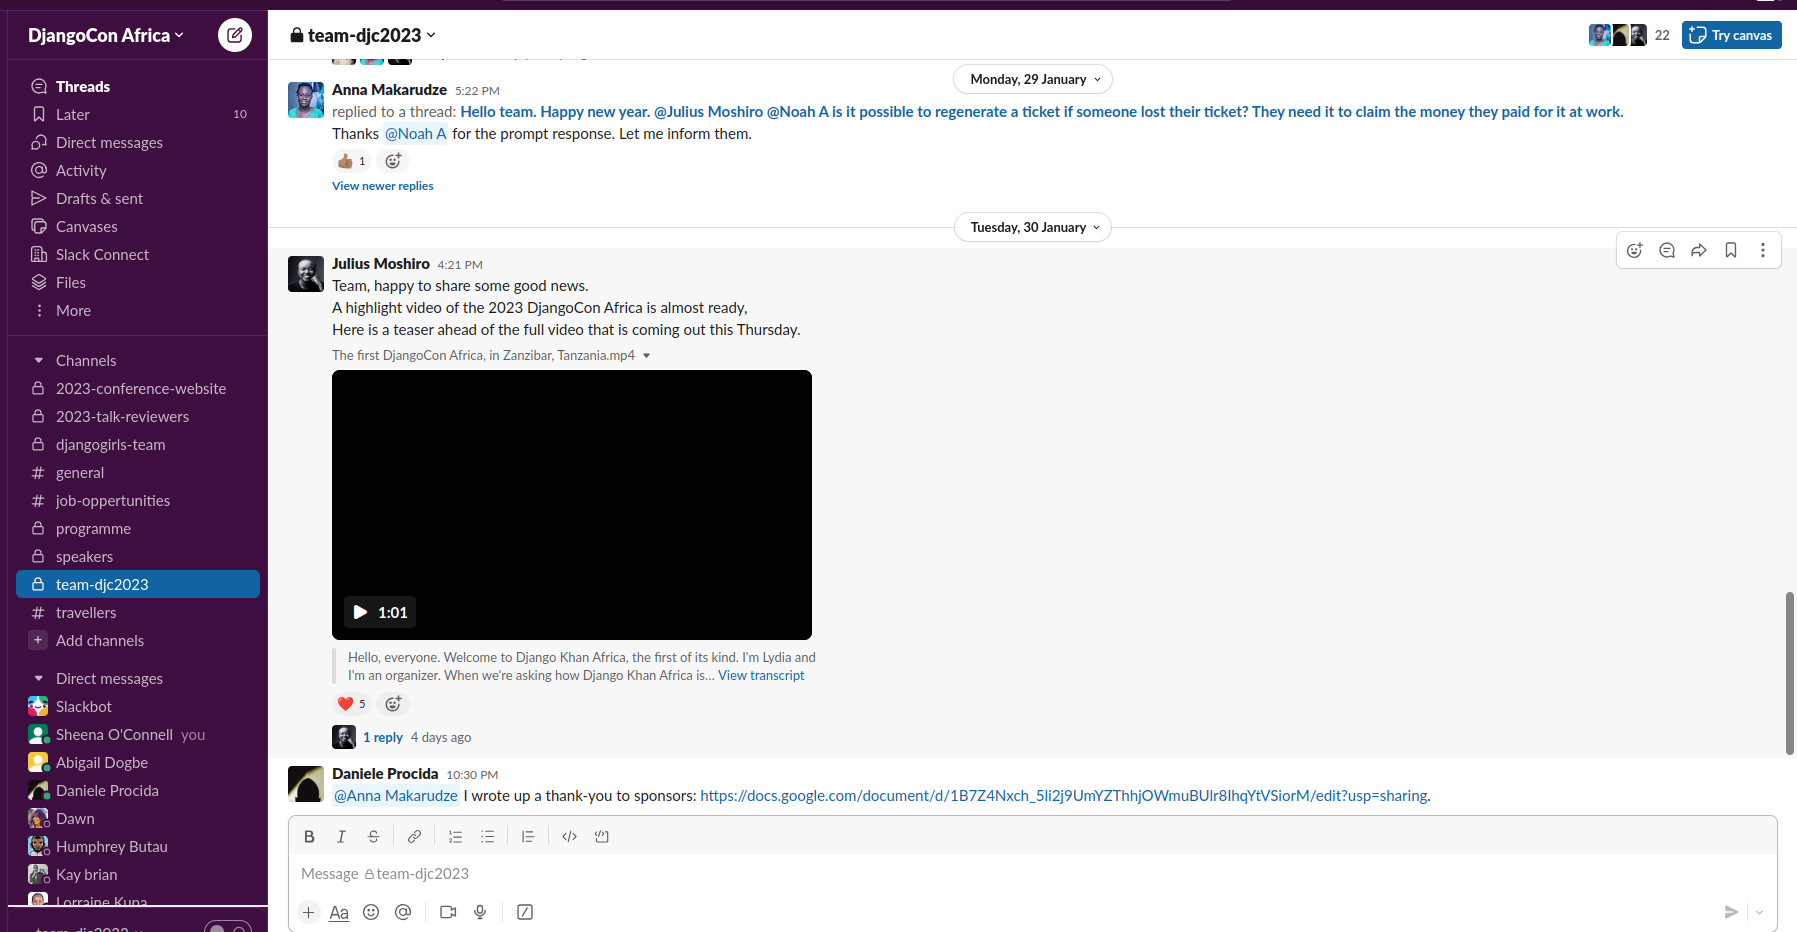 DjangoCon Africa
Threads
Later 10
Direct messages
Activity
Drafts & sent
Canvases
Slack Connect
Files
More
Channels
2023-conference-website
2023-talk-reviewers
djangogirls-team
general
job-oppertunities
programme
speakers
team-djc2023
travellers
Add channels
Direct messages
Slackbot
Sheena O'Connell you
Abigail Dogbe
Daniele Procida
Dawn
Humphrey Butau
Kay brian
Lorraine Kuna
team-djc2023
team-djc2023
22
Try canvas
Monday, 29 January
Anna Makarudze 5:22 PM
replied to a thread: Hello team. Happy new year. @Julius Moshiro @Noah A is it possible to regenerate a ticket if someone lost their ticket? They need it to claim the money they paid for it at work.
Thanks @Noah A for the prompt response. Let me inform them.
1
View newer replies
Tuesday, 30 January
Julius Moshiro 4:21 PM
Team, happy to share some good news.
A highlight video of the 2023 DjangoCon Africa is almost ready,
Here is a teaser ahead of the full video that is coming out this Thursday.
The first DjangoCon Africa, in Zanzibar, Tanzania.mp4
1:01
Hello, everyone. Welcome to Django Khan Africa, the first of its kind. I'm Lydia and
I'm an organizer. When we're asking how Django Khan Africa is... View transcript
5
1 reply 4 days ago
Daniele Procida 10:30 PM
@Anna Makarudze I wrote up a thank-you to sponsors: https://docs.google.com/document/d/1B7Z4Nxch_5li2j9UmYZThhjOWmuBUlr8IhqYtVSiorM/edit?usp=sharing.
B I S
Message team-djc2023
Aa